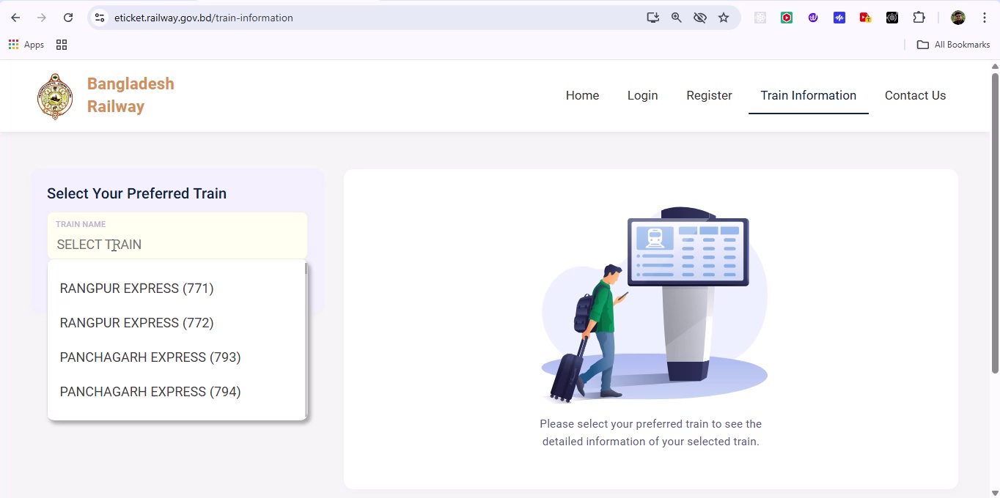 eticket.railway.gov.bd/train-information
Apps
All Bookmarks
Bangladesh
Railway
Home
Login
Register
Train Information
Contact Us
Select Your Preferred Train
TRAIN NAME
SELECT TRAIN
RANGPUR EXPRESS (771)
RANGPUR EXPRESS (772)
PANCHAGARH EXPRESS (793)
PANCHAGARH EXPRESS (794)
Please select your preferred train to see the
detailed information of your selected train.